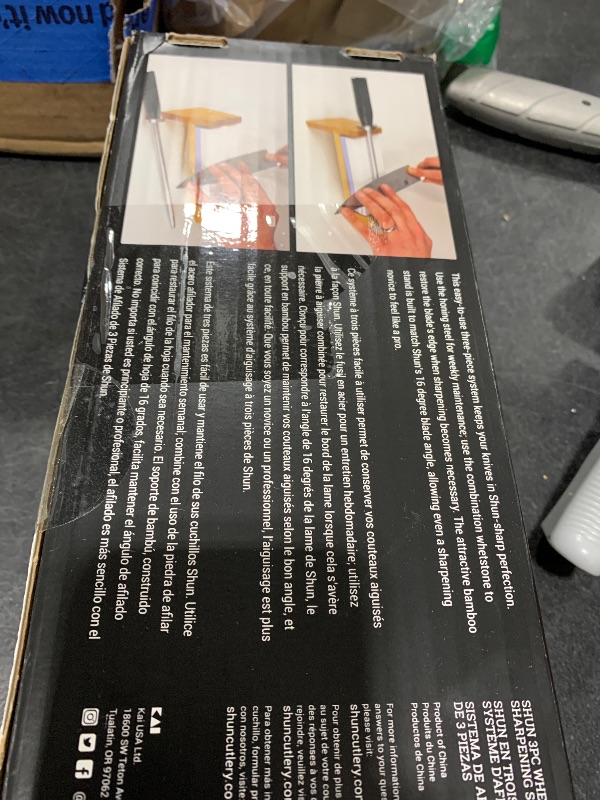 d now it's
This easy-to-use three-piece system keeps your knives in Shun-sharp perfection.
Use the honing steel for weekly maintenance; use the combination whetstone to
restore the blade's edge when sharpening becomes necessary. The attractive bamboo
stand is built to match Shun's 16 degree blade angle, allowing even a sharpening
novice to feel like a pro.
Ce système à trois pièces facile à utiliser permet de conserver vos couteaux aiguisés
à la façon Shun. Utilisez le fusil en acier pour un entretien hebdomadaire; utilisez
la pierre à aiguiser combinée pour restaurer le bord de la lame lorsque cela s'avère
nécessaire. Conçu pour correspondre à l'angle de 16 degrés de la lame de Shun, le
support en bambou permet de maintenir vos couteaux aiguisés selon le bon angle, et
ce, en toute facilité. Que vous soyez un novice ou un professionnel, l'aiguisage est plus
facile grâce au système d'aiguisage à trois pièces de Shun.
Este sistema de tres piezas es fácil de usar y mantiene el filo de sus cuchillos Shun. Utilice
el acero afilador para el mantenimiento semanal; combine con el uso de la piedra de afilar
para restaurar el filo de la hoja cuando sea necesario. El soporte de bambú, construido
para coincidir con el ángulo de hoja de 16 grados, facilita mantener el ángulo de afilado
correcto. No importa si usted es principiante o profesional, el afilado es más sencillo con el
Sistema de Afilado de 3 Piezas de Shun.
SHUN 3PC WHE
SHARPENING S
SHUN EN TROI
SYSTÈME D'AF
SISTEMA DE AI
DE 3 PIEZAS
Product of China
Produits du Chine
Productos de China
For more information
answers to your ques
please visit:
shuncutlery.co
Pour obtenir de plus
au sujet de votre cou
des réponses à vos q
rejoindre, veuillez vis
shuncutlery.co
Para obtener más in
cuchillo, formular pr
con nosotros, visite
shuncutlery.co
KAI
Kai USA Ltd.
18600 SW Teton Av
Tualatin, OR 97062
@